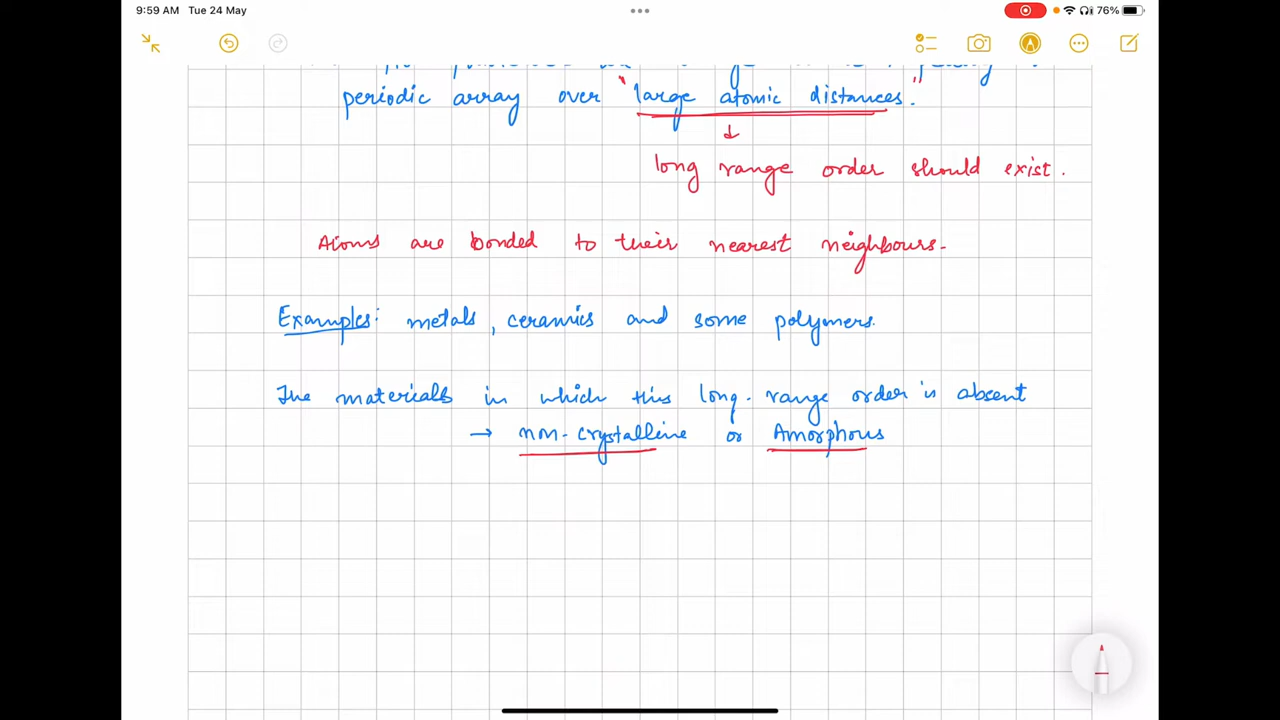 9:59 AM Tue 24 May
76%
periodic array over "large atomic distances."
↓
long range order should exist.
Atoms are bonded to their nearest neighbours.
Examples: metals, ceramics and some polymers.
The materials in which this long-range order is absent
→ non-crystalline or Amorphous